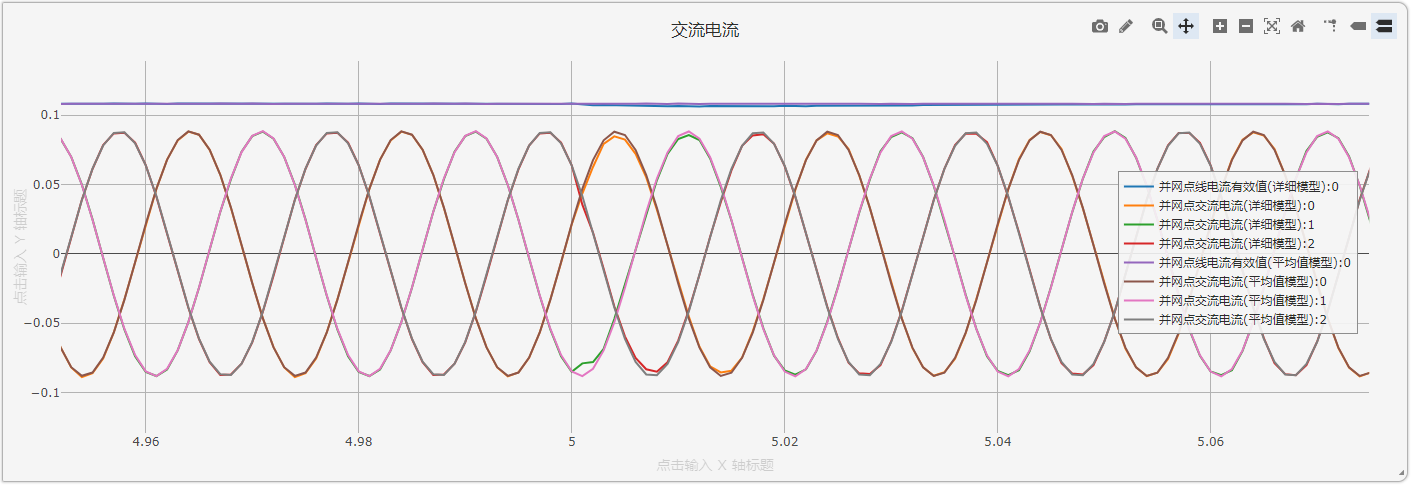 交流电流
0.1
0.05
0
−0.05
−0.1
点击输入 Y 轴标题
并网点线电流有效值(详细模型):0
并网点交流电流(详细模型):0
并网点交流电流(详细模型):1
并网点交流电流(详细模型):2
并网点线电流有效值(平均值模型):0
并网点交流电流(平均值模型):0
并网点交流电流(平均值模型):1
并网点交流电流(平均值模型):2
4.96
4.98
5
5.02
5.04
5.06
点击输入 X 轴标题